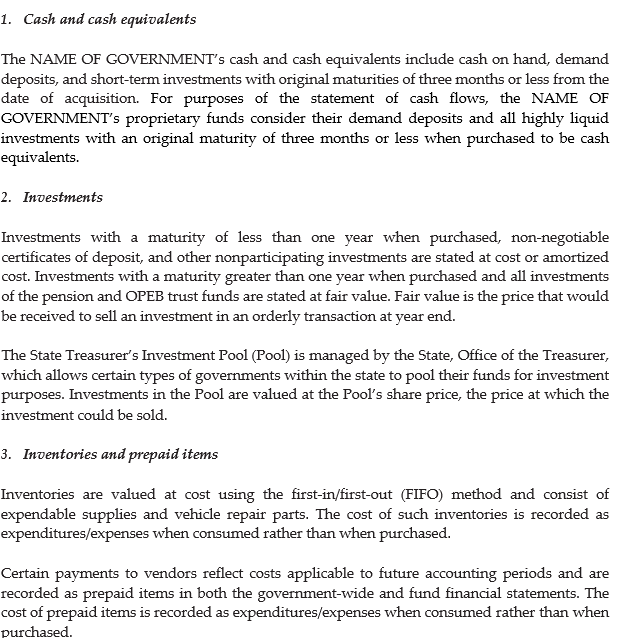 1. Cash and cash equivalents
The NAME OF GOVERNMENT's cash and cash equivalents include cash on hand, demand
deposits, and short-term investments with original maturities of three months or less from the
date of acquisition. For purposes of the statement of cash flows, the NAME OF
GOVERNMENT's proprietary funds consider their demand deposits and all highly liquid
investments with an original maturity of three months or less when purchased to be cash
equivalents.
2. Investments
Investments with a maturity of less than one year when purchased, non-negotiable
certificates of deposit, and other nonparticipating investments are stated at cost or amortized
cost. Investments with a maturity greater than one year when purchased and all investments
of the pension and OPEB trust funds are stated at fair value. Fair value is the price that would
be received to sell an investment in an orderly transaction at year end.
The State Treasurer's Investment Pool (Pool) is managed by the State, Office of the Treasurer,
which allows certain types of governments within the state to pool their funds for investment
purposes. Investments in the Pool are valued at the Pool's share price, the price at which the
investment could be sold.
3. Inventories and prepaid items
Inventories are valued at cost using the first-in/first-out (FIFO) method and consist of
expendable supplies and vehicle repair parts. The cost of such inventories is recorded as
expenditures/expenses when consumed rather than when purchased.
Certain payments to vendors reflect costs applicable to future accounting periods and are
recorded as prepaid items in both the government-wide and fund financial statements. The
cost of prepaid items is recorded as expenditures/expenses when consumed rather than when
purchased.